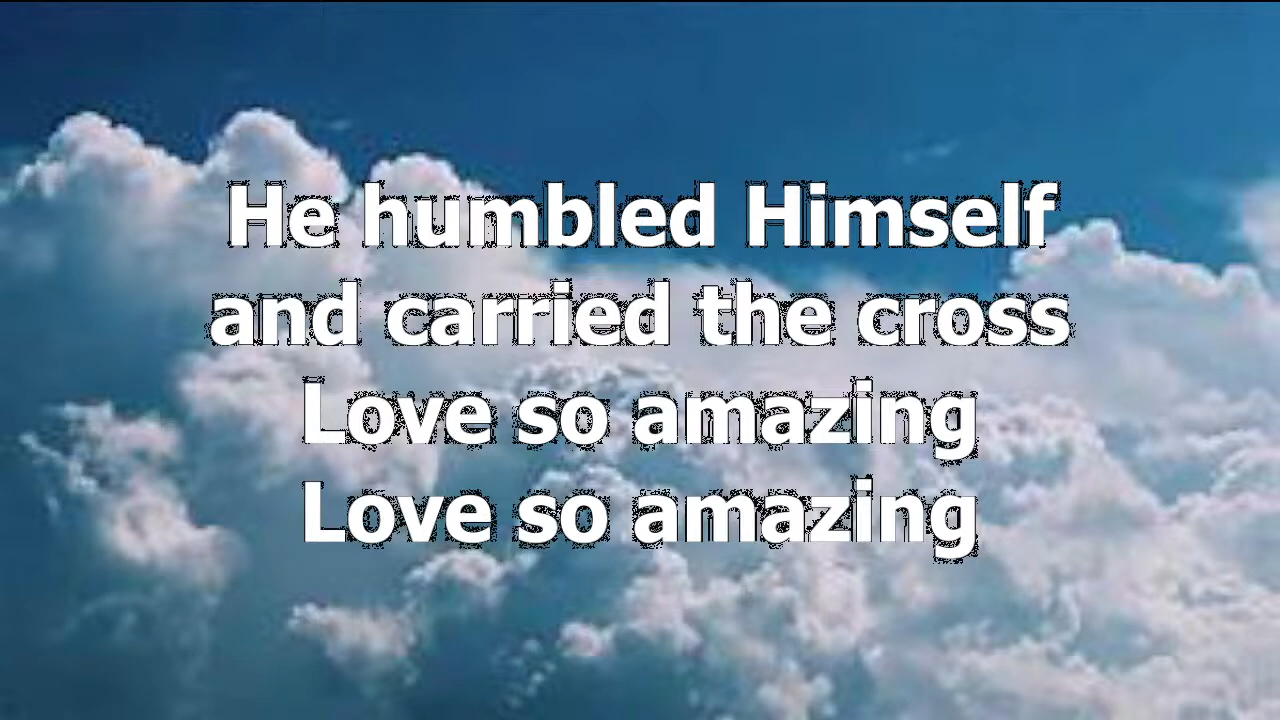 He humbled Himself
and carried the cross
Love so amazing
Love so amazing